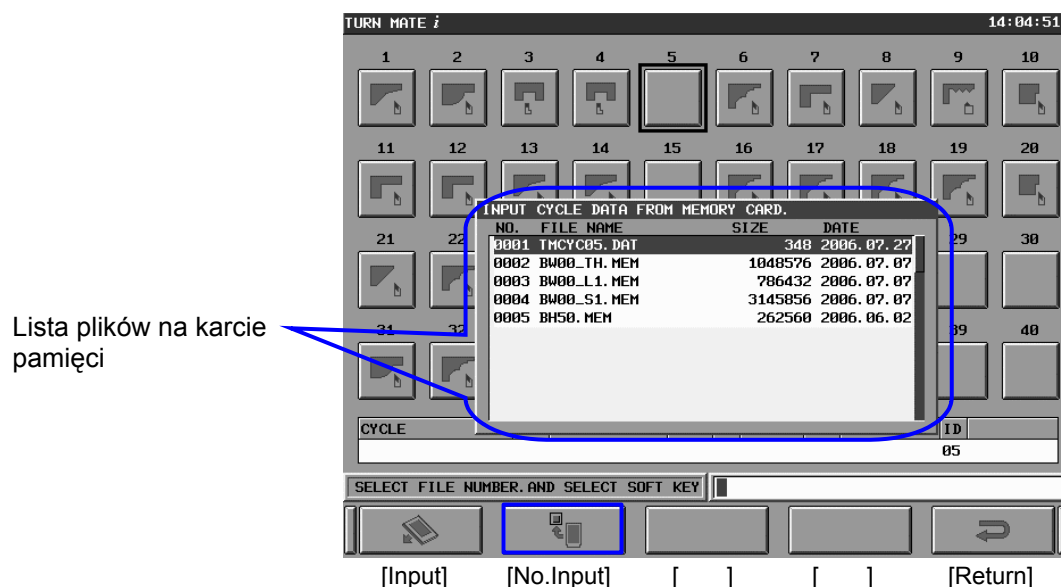 TURN MATE i 14:04:51
1 2 3 4 5 6 7 8 9 10
11 12 13 14 15 16 17 18 19 20
INPUT CYCLE DATA FROM MEMORY CARD.
NO. FILE NAME SIZE DATE
21 22 0001 TMCYC05.DAT 348 2006.07.27 29 30
0002 BW00_TH.MEM 1048576 2006.07.07
0003 BW00_L1.MEM 786432 2006.07.07
0004 BW00_S1.MEM 3145856 2006.07.07
0005 BH50.MEM 262560 2006.06.02
Lista plików na karcie
pamięci
31 32 39 40
CYCLE ID
05
SELECT FILE NUMBER.AND SELECT SOFT KEY
[Input] [No.Input] [ ] [ ] [Return]